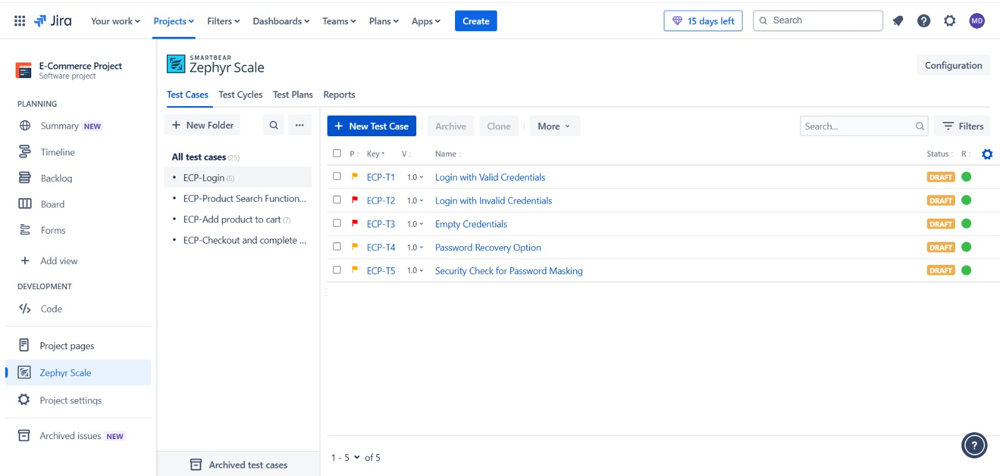 Jira
Your work
Projects
Filters
Dashboards
Teams
Plans
Apps
Create
15 days left
Search
MD
E-Commerce Project
Software project
SMARTBEAR
Zephyr Scale
Configuration
Test Cases Test Cycles Test Plans Reports
PLANNING
Summary NEW
Timeline
Backlog
Board
Forms
Add view
DEVELOPMENT
Code
Project pages
Zephyr Scale
Project settings
Archived issues NEW
+ New Folder
...
All test cases (25)
• ECP-Login (5)
• ECP-Product Search Function...
• ECP-Add product to cart (7)
• ECP-Checkout and complete ...
Archived test cases
+ New Test Case
Archive
Clone
More
Search...
Filters
P Key V Name Status R
ECP-T1 1.0 Login with Valid Credentials DRAFT
ECP-T2 1.0 Login with Invalid Credentials DRAFT
ECP-T3 1.0 Empty Credentials DRAFT
ECP-T4 1.0 Password Recovery Option DRAFT
ECP-T5 1.0 Security Check for Password Masking DRAFT
1 - 5 of 5
?